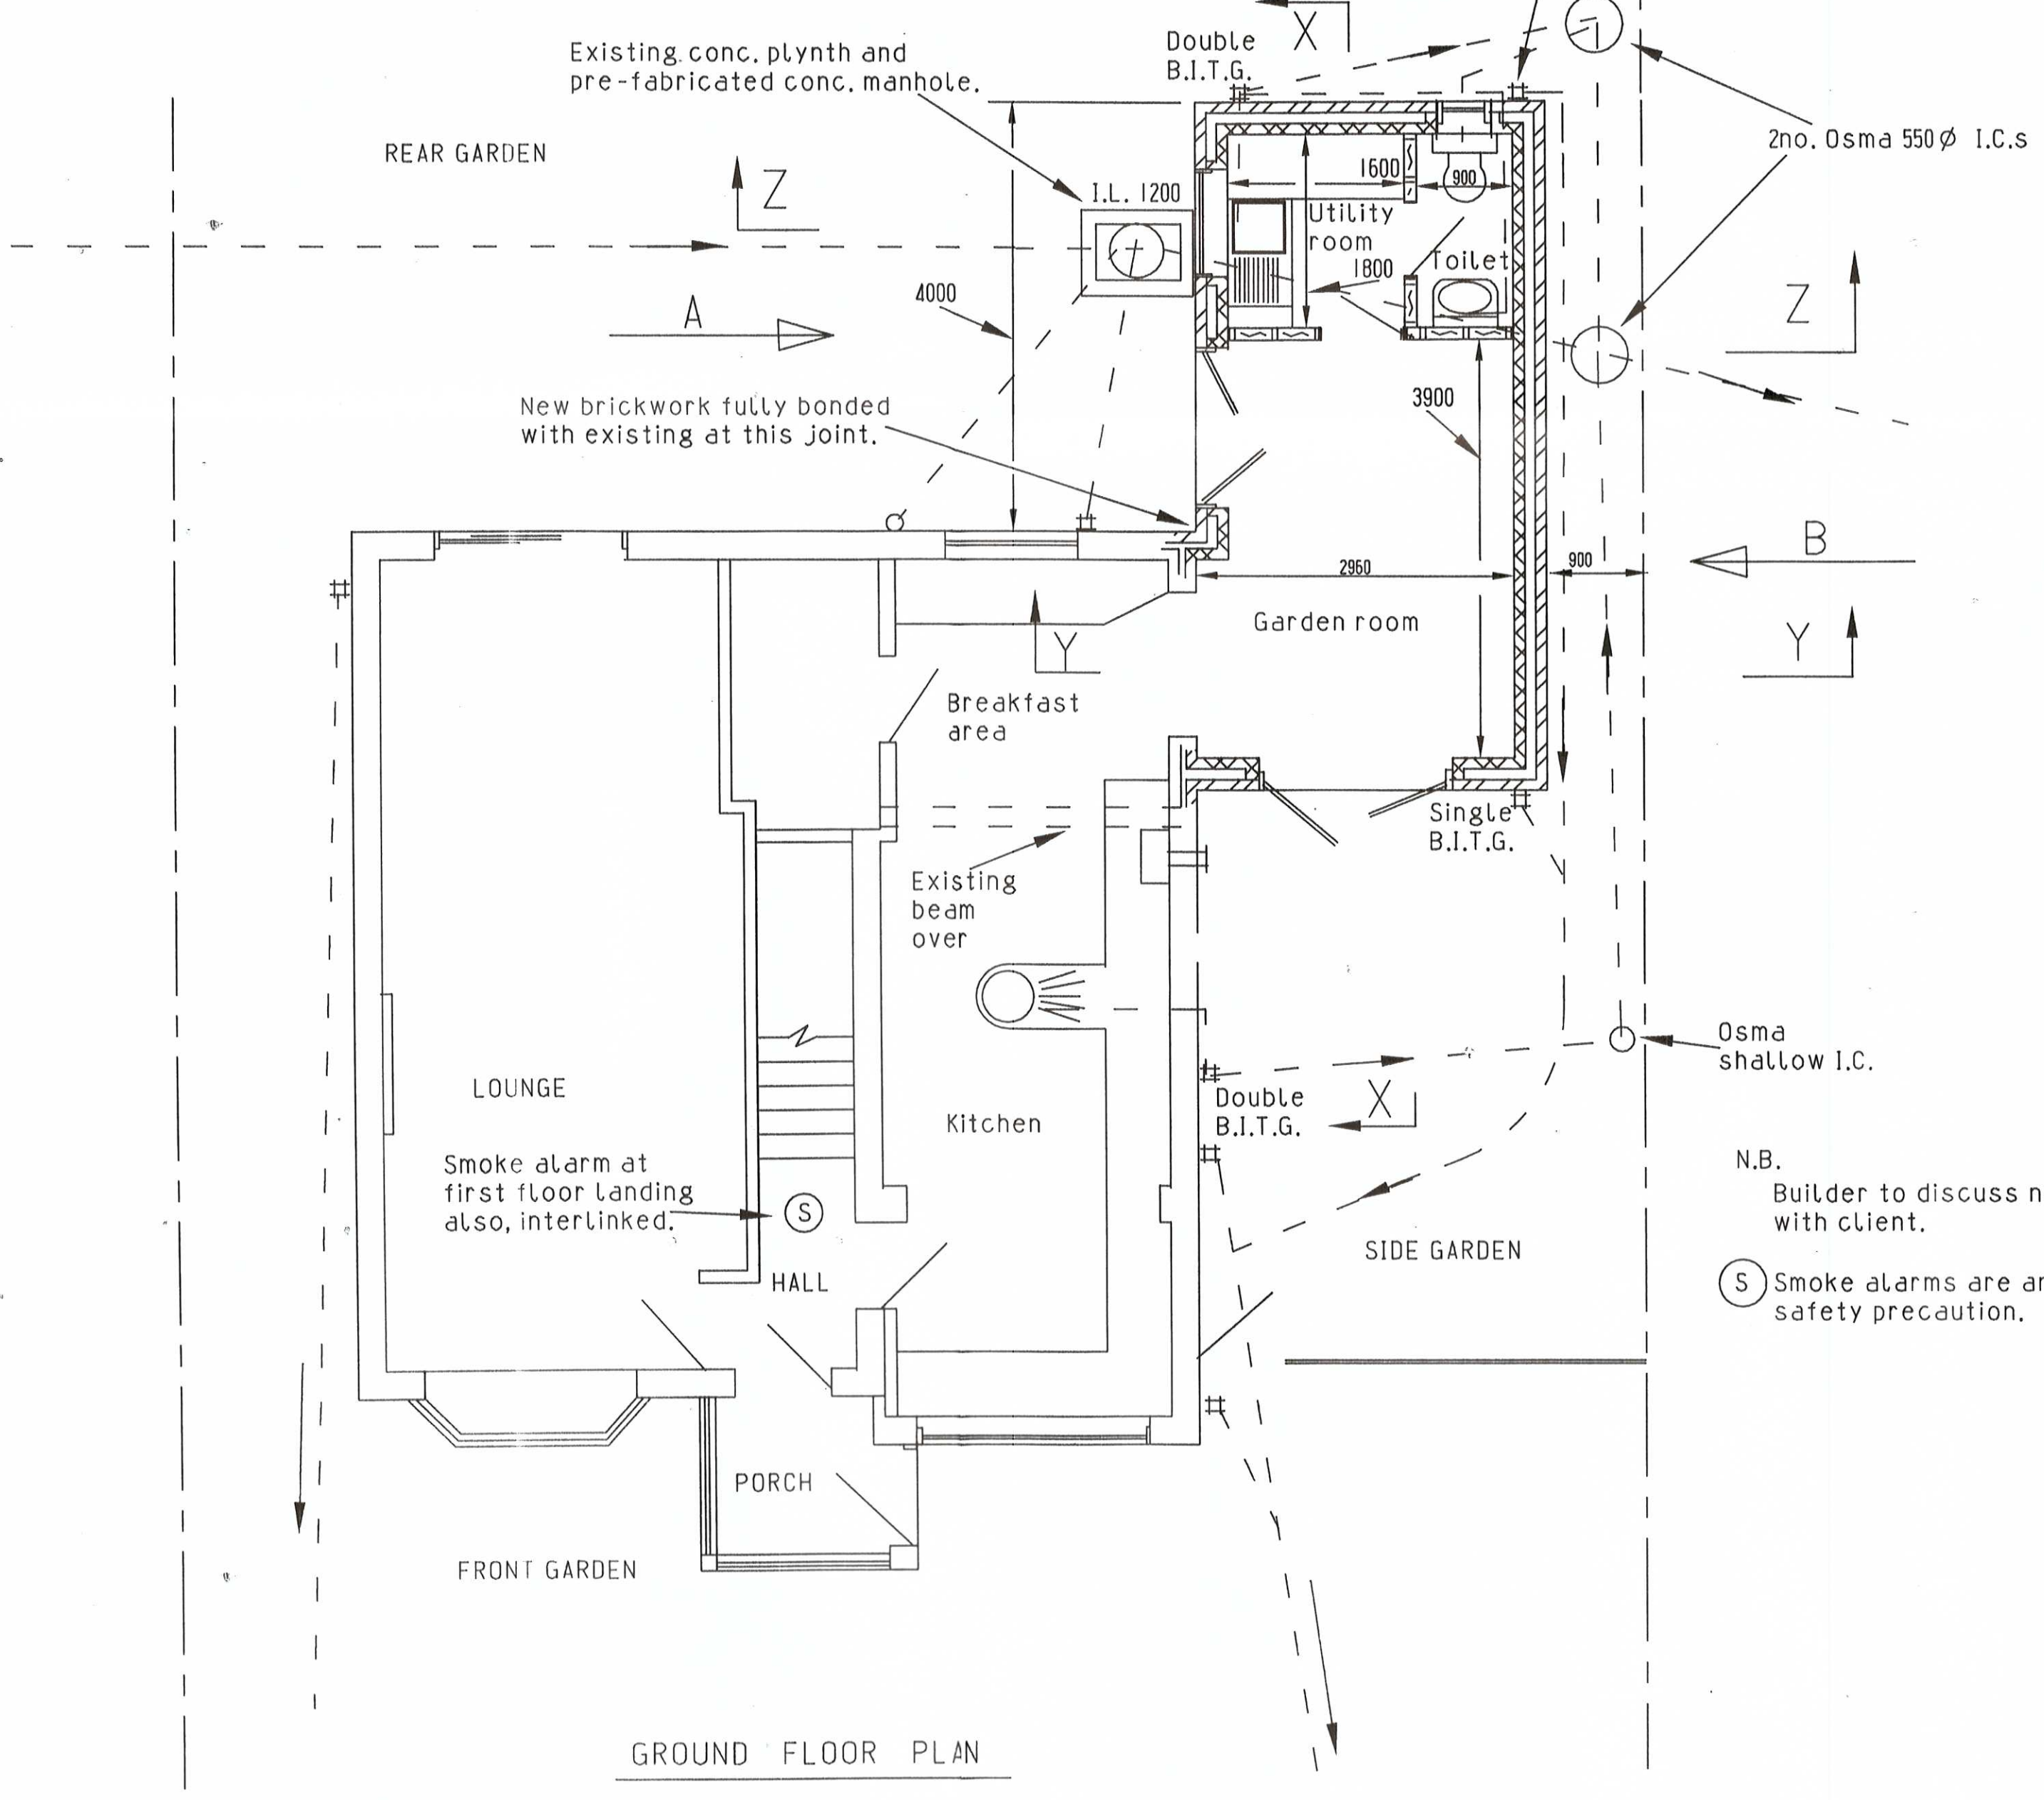 X
Double
B.I.T.G.
Existing. conc. plynth and
pre-fabricated conc. manhole.
REAR GARDEN
2no. Osma 550Ø I.C.s
Z
I.L. 1200
1600
900
Utility
room
Toilet
1800
4000
A
Z
New brickwork fully bonded
with existing at this joint.
3900
B
2960
900
Garden room
Y
Y
Breakfast
area
Single
B.I.T.G.
Existing
beam
over
Osma
shallow I.C.
LOUNGE
Kitchen
Double
B.I.T.G.
X
Smoke alarm at
first floor landing
also, interlinked.
S
N.B.
Builder to discuss
with client.
SIDE GARDEN
HALL
S Smoke alarms are
safety precaution.
PORCH
FRONT GARDEN
GROUND FLOOR PLAN